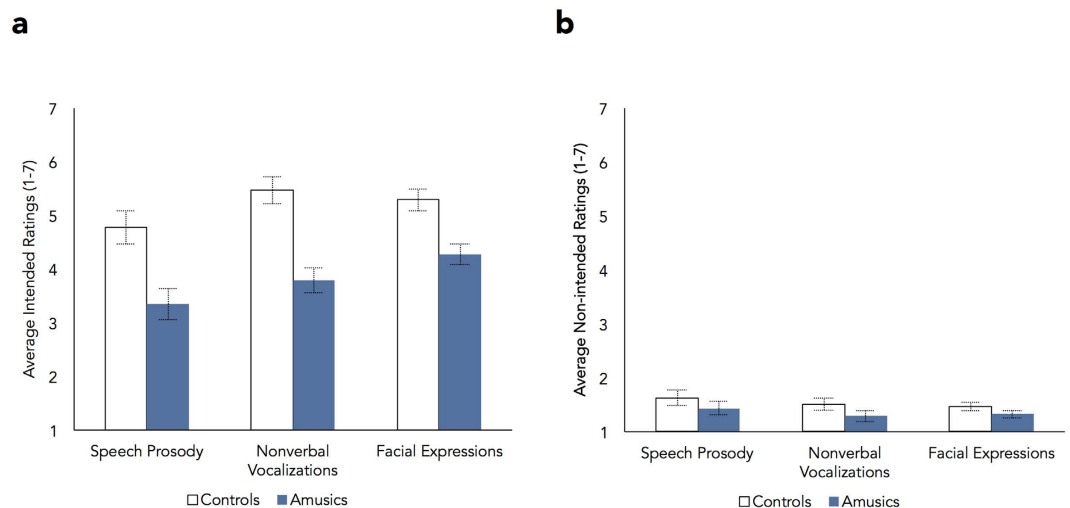 a
Average Intended Ratings (1-7)
7
6
5
4
3
2
1
Speech Prosody
Nonverbal
Vocalizations
Facial Expressions
Controls
Amusics
b
Average Non-intended Ratings (1-7)
7
6
5
4
3
2
1
Speech Prosody
Nonverbal
Vocalizations
Facial Expressions
Controls
Amusics